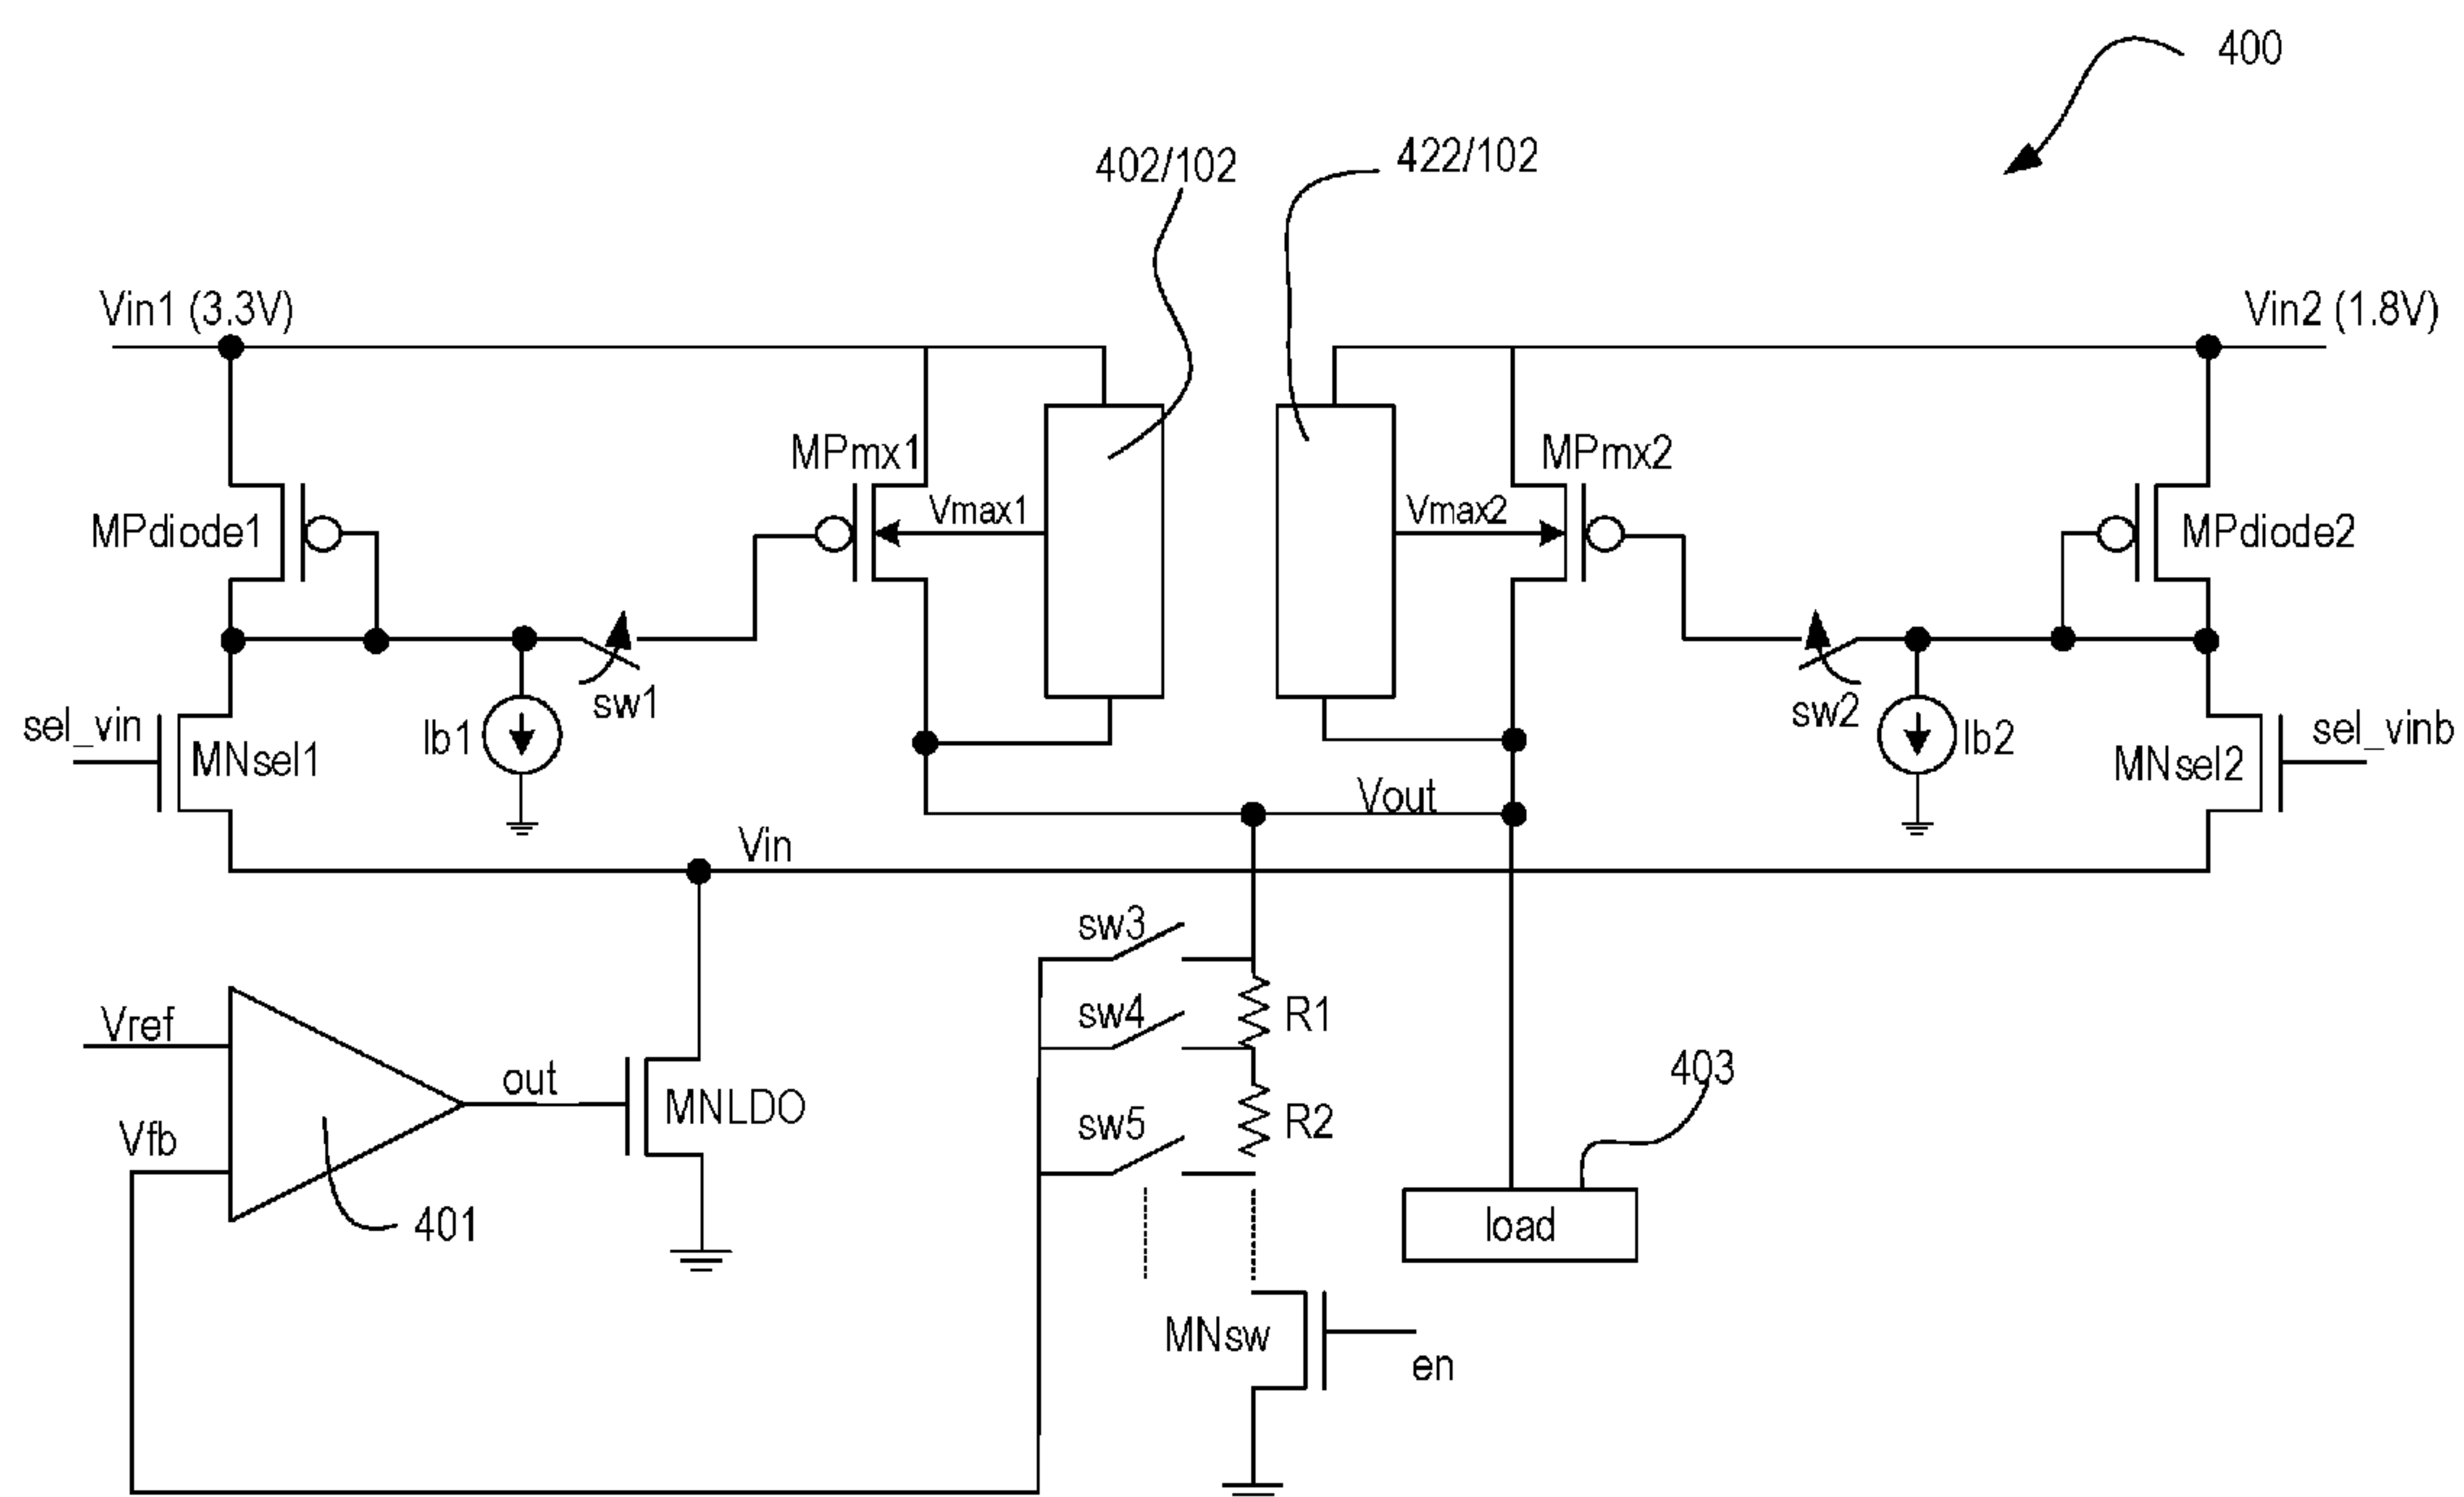 400
402/102
422/102
Vin1 (3.3V)
Vin2 (1.8V)
MPmx1
MPmx2
MPdiode1
Vmax1
Vmax2
MPdiode2
sw1
sw2
sel_vin
MNsel1
Ib1
Ib2
MNsel2
sel_vinb
Vout
Vin
sw3
Vref
sw4
R1
out
MNLDO
403
Vfb
sw5
R2
401
load
MNsw
en